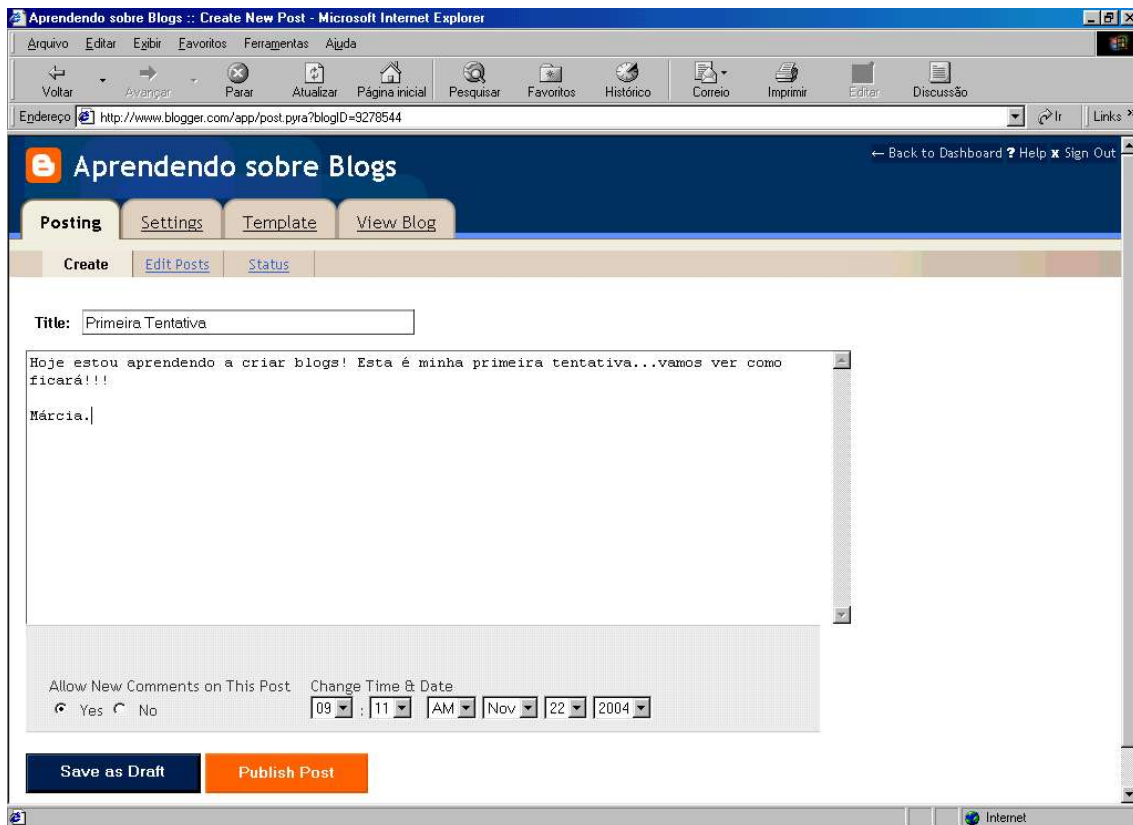 Aprendendo sobre Blogs :: Create New Post - Microsoft Internet Explorer
Arquivo Editar Exibir Favoritos Ferramentas Ajuda
Voltar Avançar Parar Atualizar Página inicial Pesquisar Favoritos Histórico Correio Imprimir Editar Discussão
Endereço http://www.blogger.com/app/post.pyra?blogID=9278544 Ir Links »
Aprendendo sobre Blogs
← Back to Dashboard ? Help x Sign Out
Posting Settings Template View Blog
Create Edit Posts Status
Title: Primeira Tentativa
Hoje estou aprendendo a criar blogs! Esta é minha primeira tentativa...vamos ver como
ficará!!!
Márcia.
Allow New Comments on This Post Change Time & Date
Yes No 09 : 11 AM Nov 22 2004
Save as Draft Publish Post
Internet